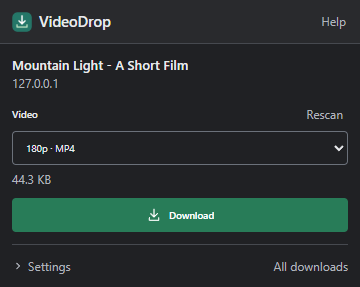 VideoDrop Help
Mountain Light - A Short Film
127.0.0.1
Video Rescan
180p · MP4
44.3 KB
Download
Settings All downloads